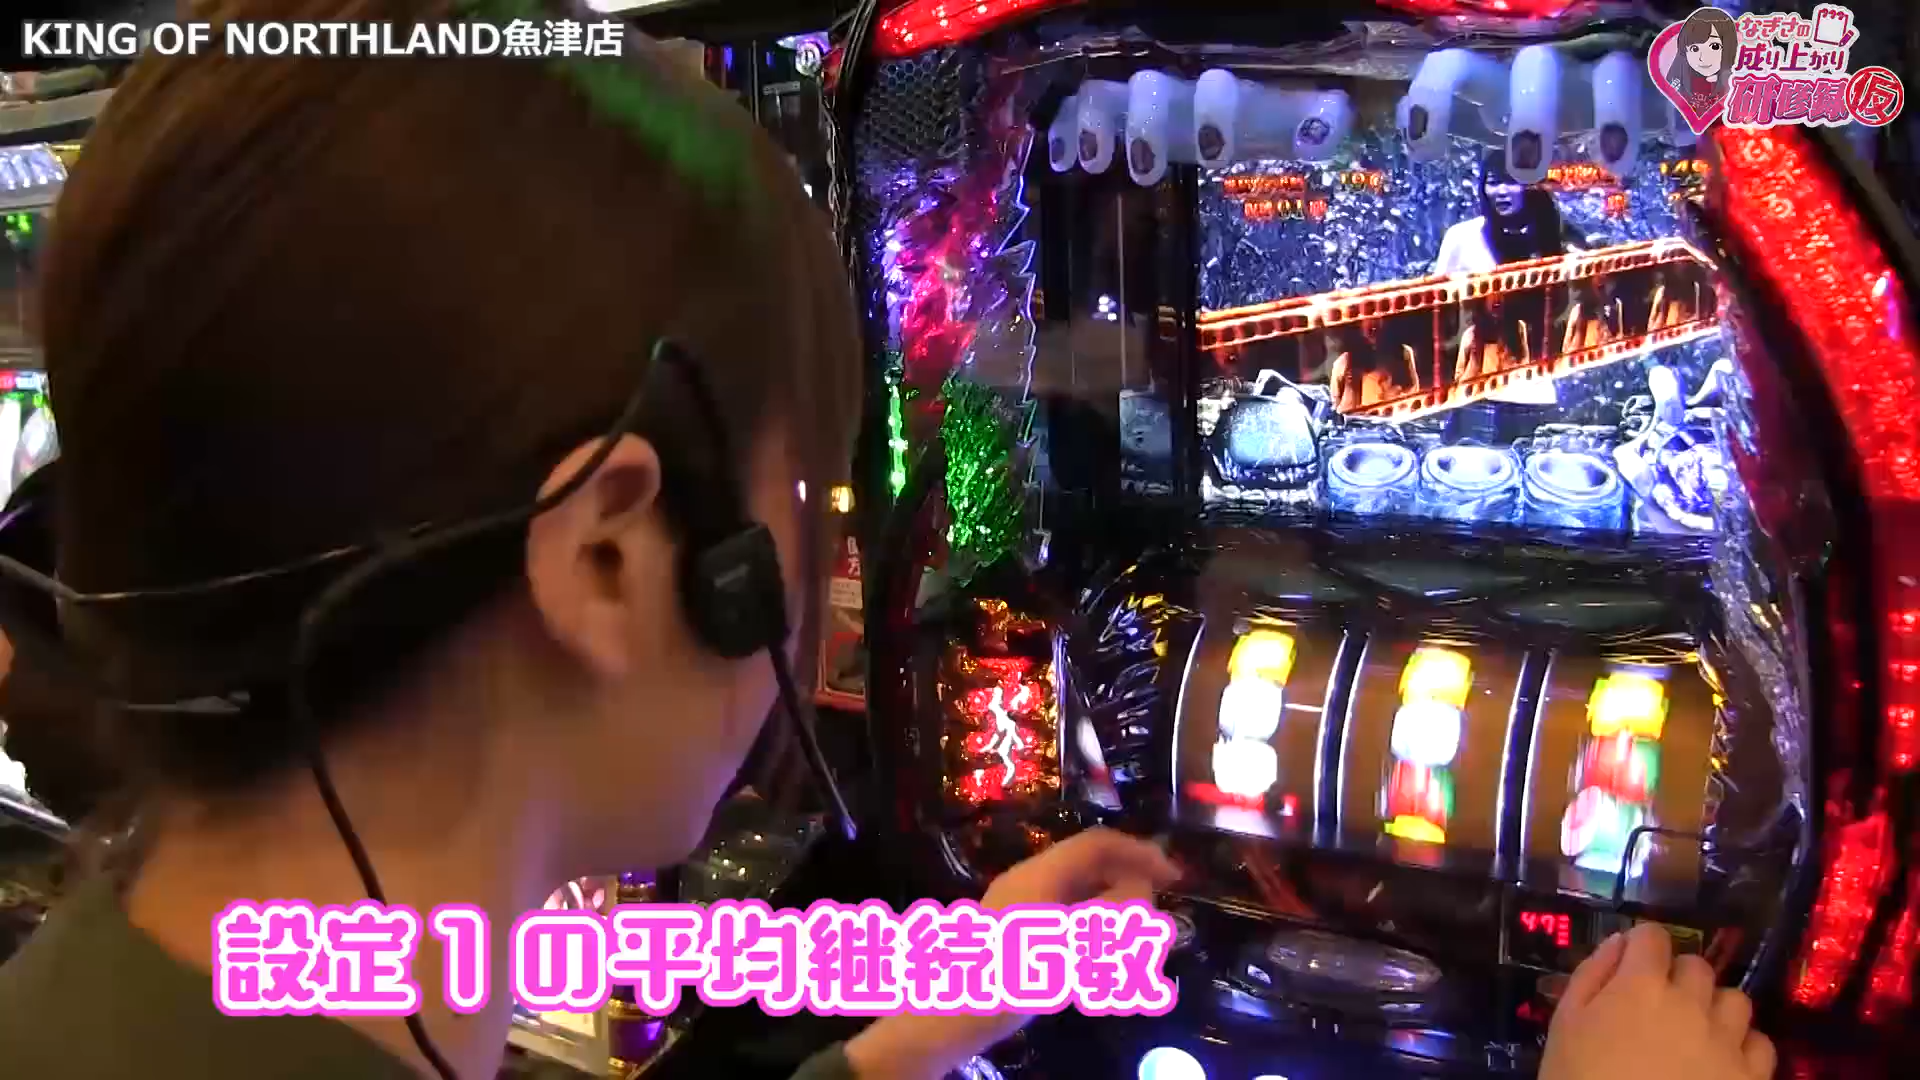 KING OF NORTHLAND魚津店
なぎさの
成り上がり
研修録(仮)
設定1の平均継続G数